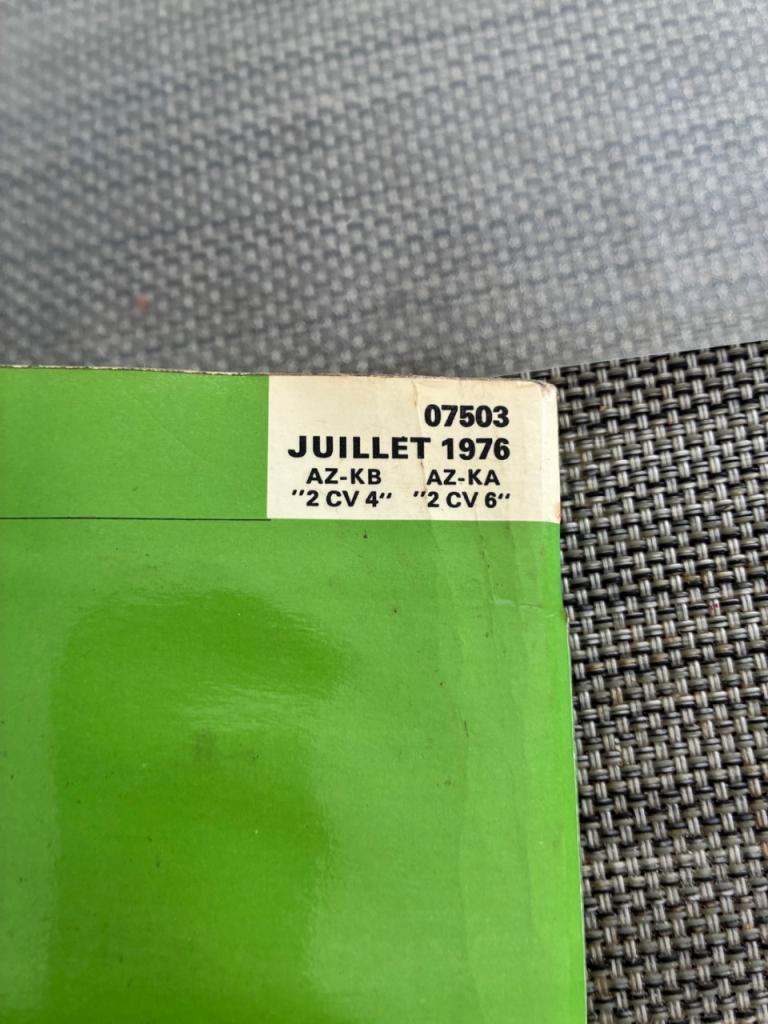 07503
JUILLET 1976
AZ-KB AZ-KA
"2 CV 4" "2 CV 6"